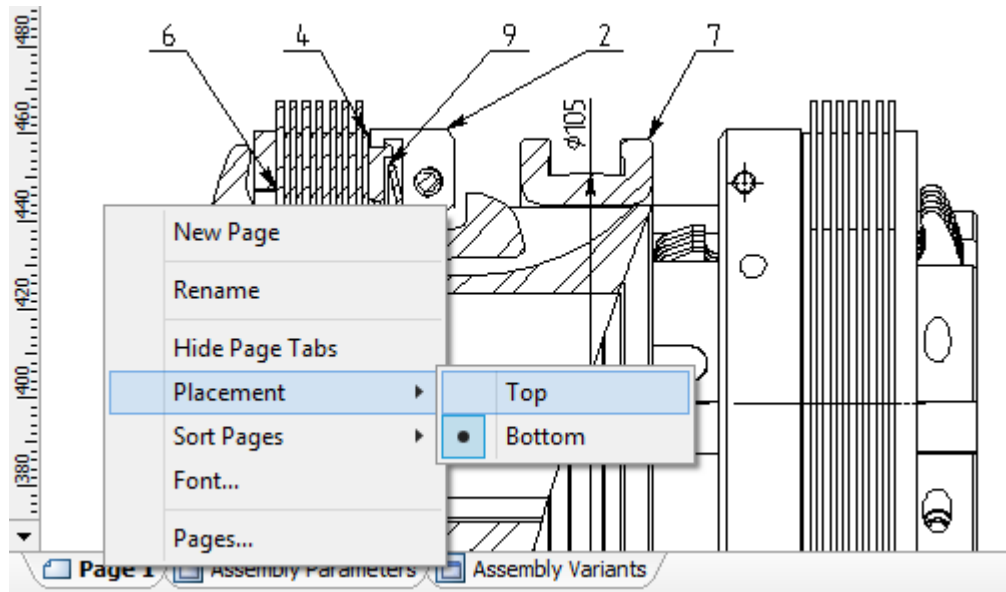 6 4 9 2 7
480
460
440
420
400
380
φ105
New Page
Rename
Hide Page Tabs
Placement
Top
Sort Pages
Bottom
Font...
Pages...
Page 1
Assembly Parameters
Assembly Variants